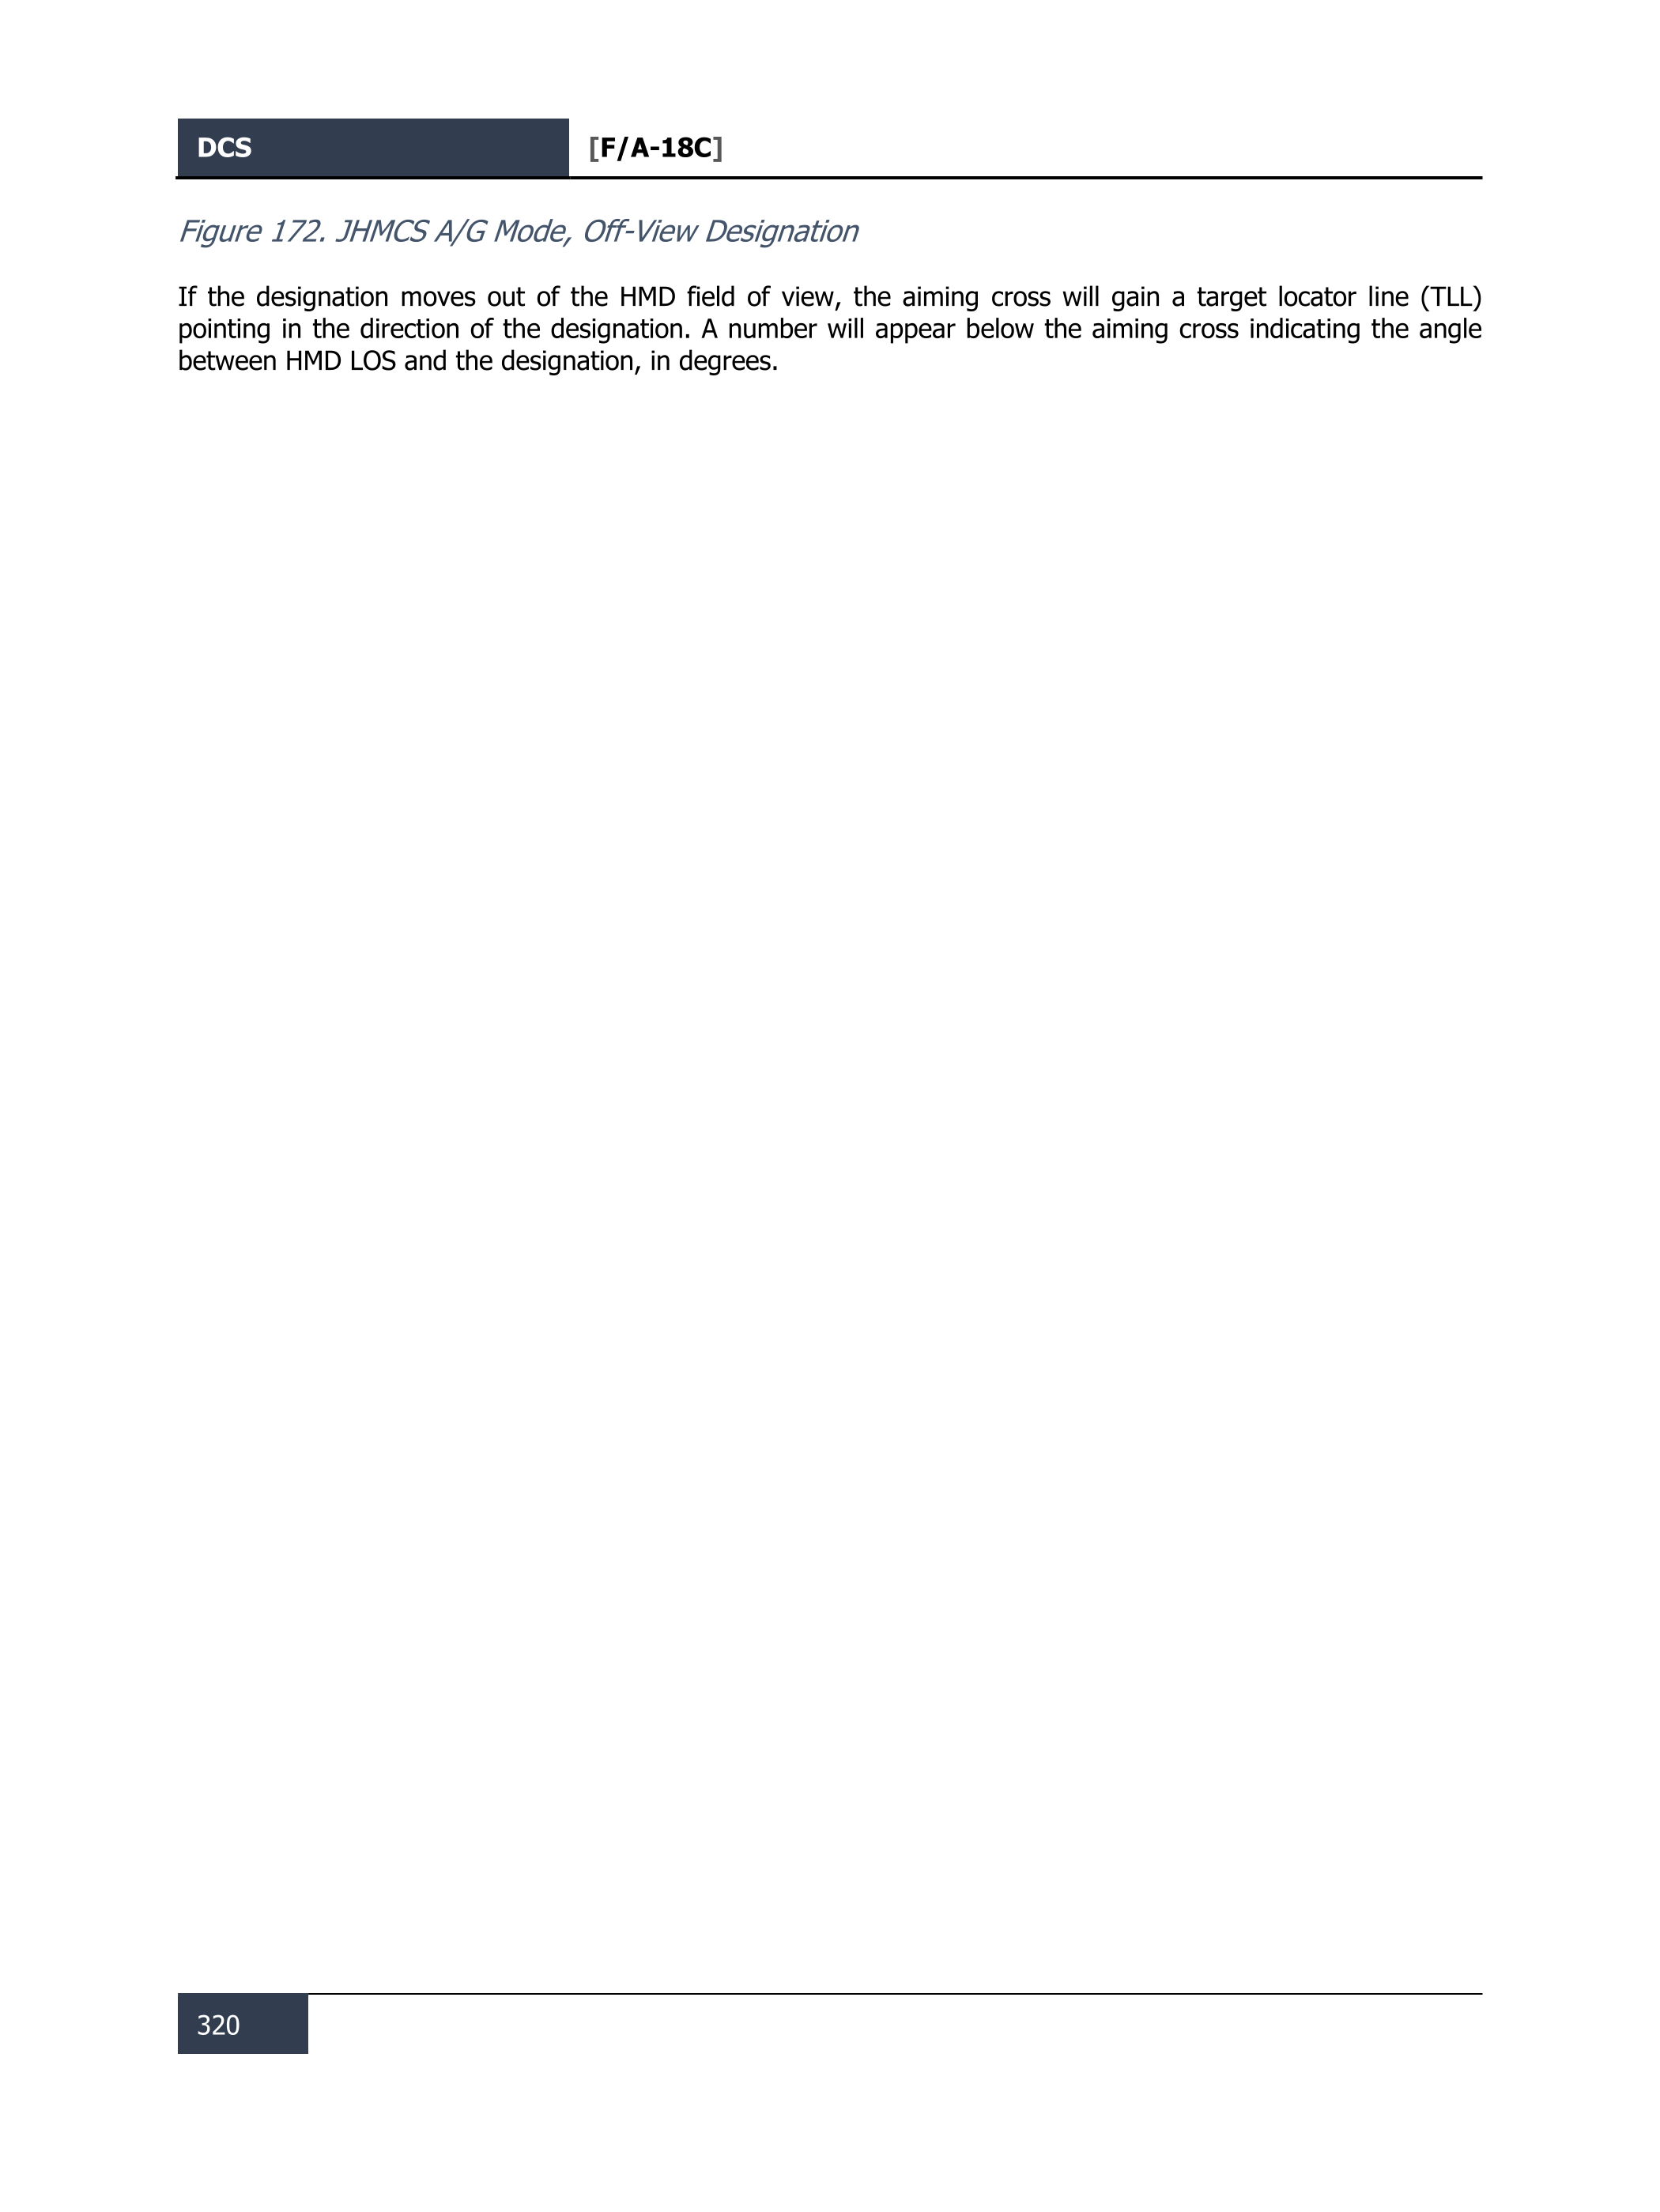 DCS [F/A-18C]
Figure 172. JHMCS A/G Mode, Off-View Designation
If the designation moves out of the HMD field of view, the aiming cross will gain a target locator line (TLL)
pointing in the direction of the designation. A number will appear below the aiming cross indicating the angle
between HMD LOS and the designation, in degrees.
320